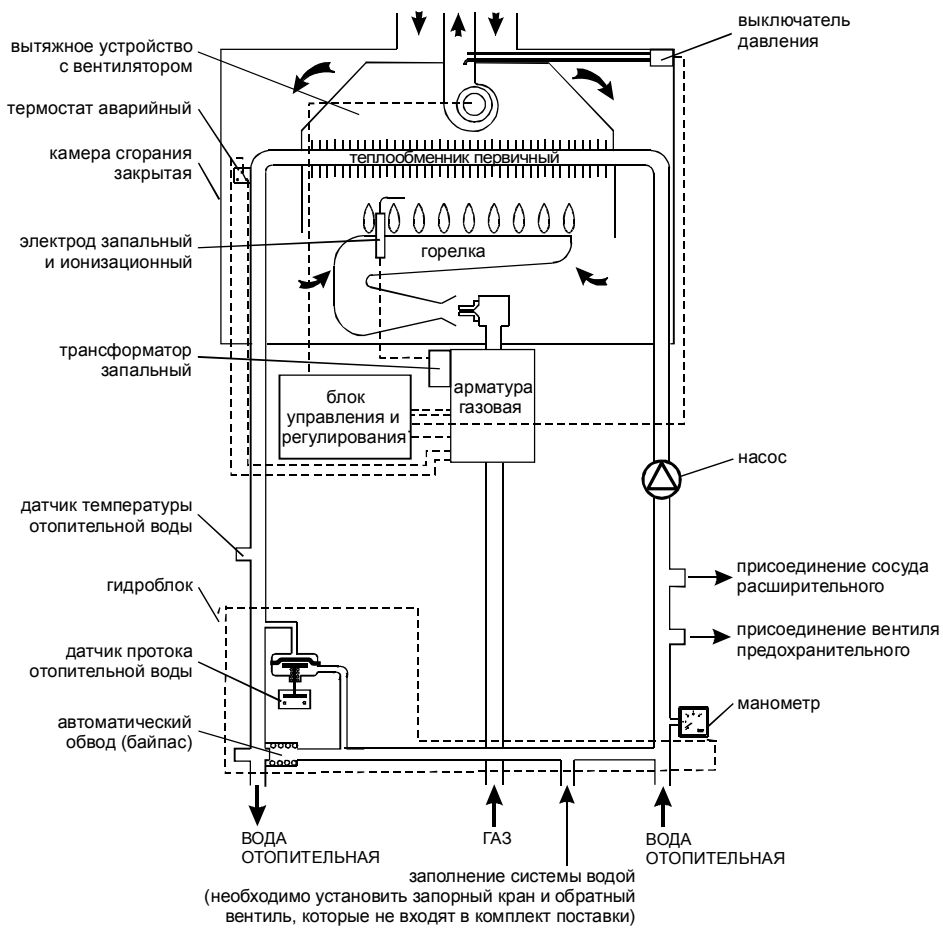 вытяжное устройство
с вентилятором
термостат аварийный
камера сгорания
закрытая
электрод запальный
и ионизационный
трансформатор
запальный
датчик температуры
отопительной воды
гидроблок
датчик протока
отопительной воды
автоматический
обвод (байпас)
выключатель
давления
теплообменник первичный
горелка
блок
управления и
регулирования
арматура
газовая
насос
присоединение сосуда
расширительного
присоединение вентиля
предохранительного
манометр
ВОДА
ОТОПИТЕЛЬНАЯ
ГАЗ
ВОДА
ОТОПИТЕЛЬНАЯ
заполнение системы водой
(необходимо установить запорный кран и обратный
вентиль, которые не входят в комплект поставки)